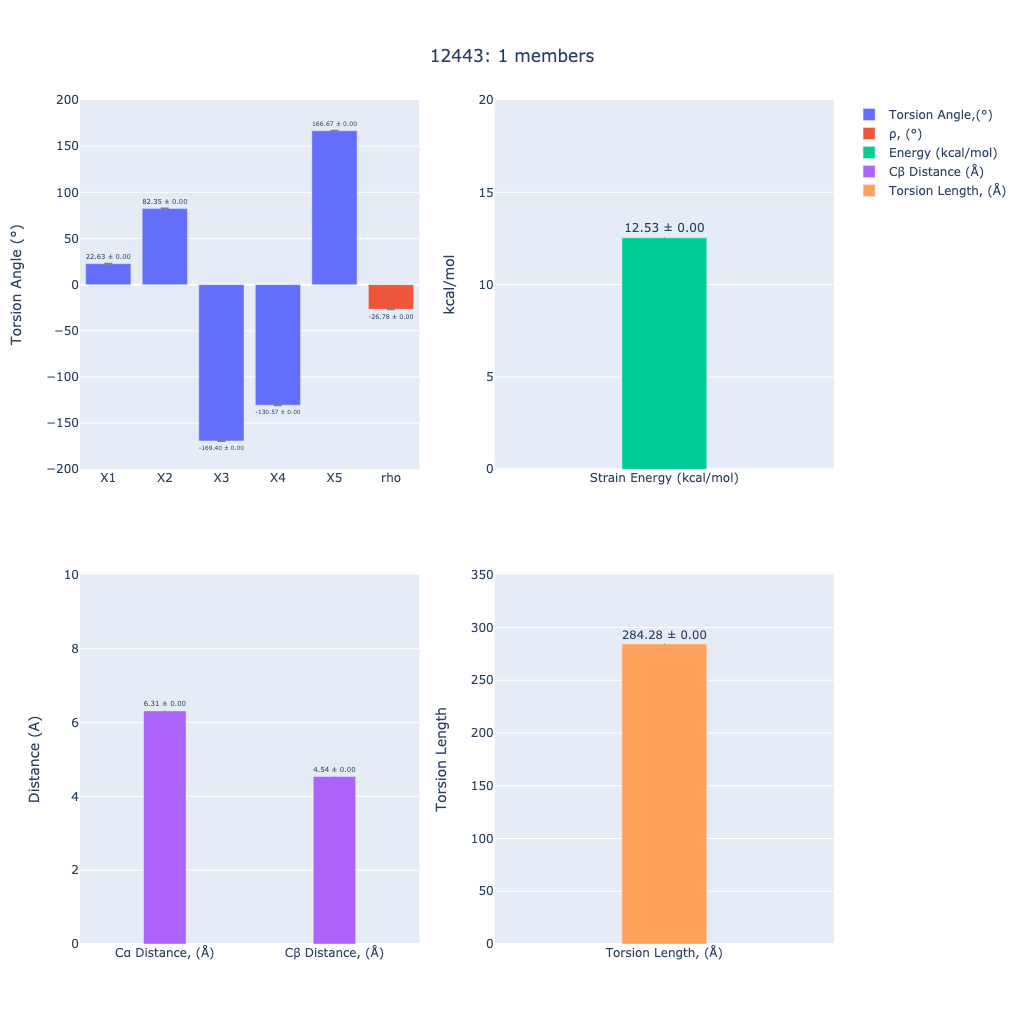 12443: 1 members
Torsion Angle (°)
200
150
100
50
0
−50
−100
−150
−200
22.63 ± 0.00
82.35 ± 0.00
-169.40 ± 0.00
-130.57 ± 0.00
166.67 ± 0.00
-26.78 ± 0.00
X1
X2
X3
X4
X5
rho
kcal/mol
20
15
10
5
0
12.53 ± 0.00
Strain Energy (kcal/mol)
Torsion Angle,(°)
ρ, (°)
Energy (kcal/mol)
Cβ Distance (Å)
Torsion Length, (Å)
Distance (A)
10
8
6
4
2
0
6.31 ± 0.00
4.54 ± 0.00
Cα Distance, (Å)
Cβ Distance, (Å)
Torsion Length
350
300
250
200
150
100
50
0
284.28 ± 0.00
Torsion Length, (Å)